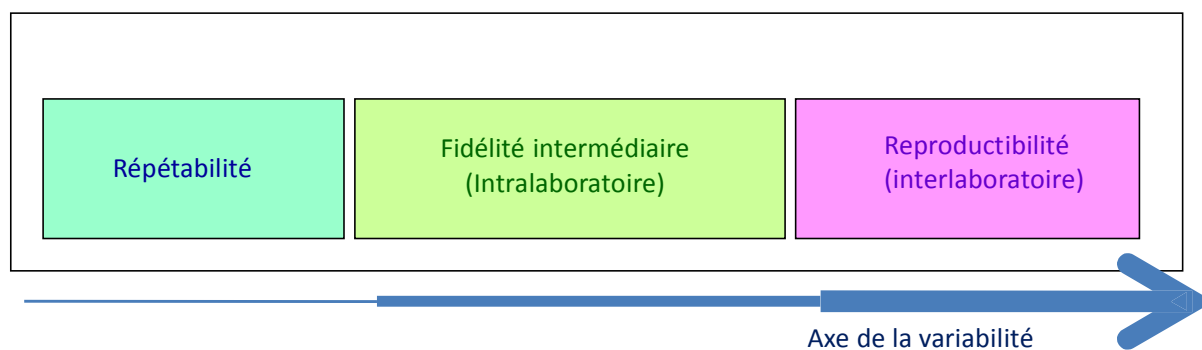 Répétabilité
Fidélité intermédiaire
(Intralaboratoire)
Reproductibilité
(interlaboratoire)
Axe de la variabilité